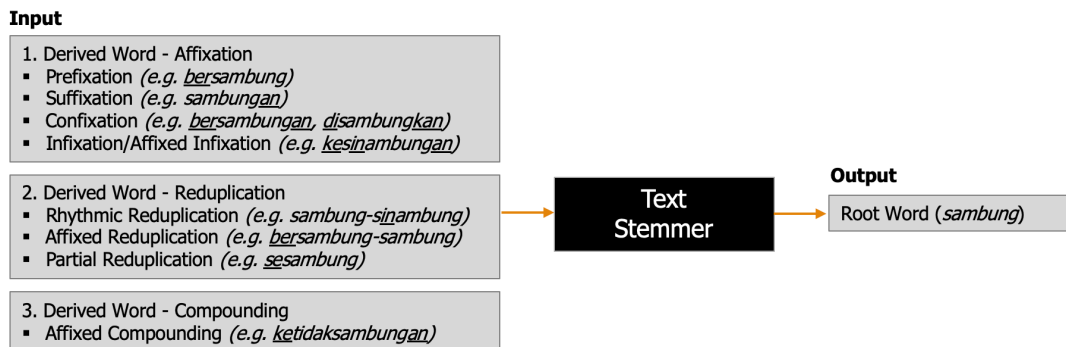 Input
1. Derived Word - Affixation
▪ Prefixation (e.g. bersambung)
▪ Suffixation (e.g. sambungan)
▪ Confixation (e.g. bersambungan, disambungkan)
▪ Infixation/Affixed Infixation (e.g. kesinambungan)
2. Derived Word - Reduplication
▪ Rhythmic Reduplication (e.g. sambung-sinambung)
▪ Affixed Reduplication (e.g. bersambung-sambung)
▪ Partial Reduplication (e.g. sesambung)
3. Derived Word - Compounding
▪ Affixed Compounding (e.g. ketidaksambungan)
Text
Stemmer
Output
Root Word (sambung)